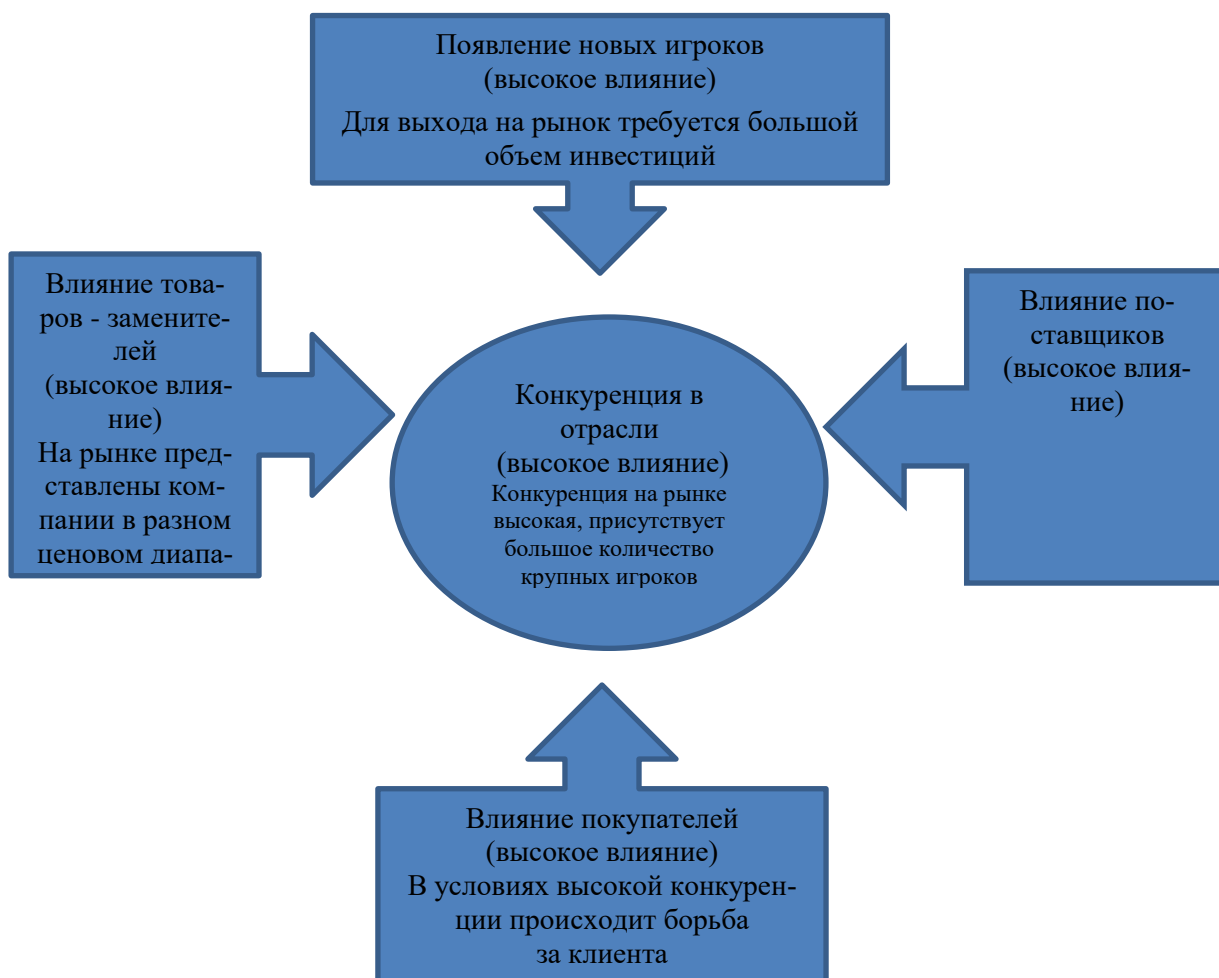 Появление новых игроков
(высокое влияние)
Для выхода на рынок требуется большой
объем инвестиций
Влияние това-
ров - замените-
лей
(высокое влия-
ние)
На рынке пред-
ставлены ком-
пании в разном
ценовом диапа-
Конкуренция в
отрасли
(высокое влияние)
Конкуренция на рынке
высокая, присутствует
большое количество
крупных игроков
Влияние по-
ставщиков
(высокое влия-
ние)
Влияние покупателей
(высокое влияние)
В условиях высокой конкурен-
ции происходит борьба
за клиента